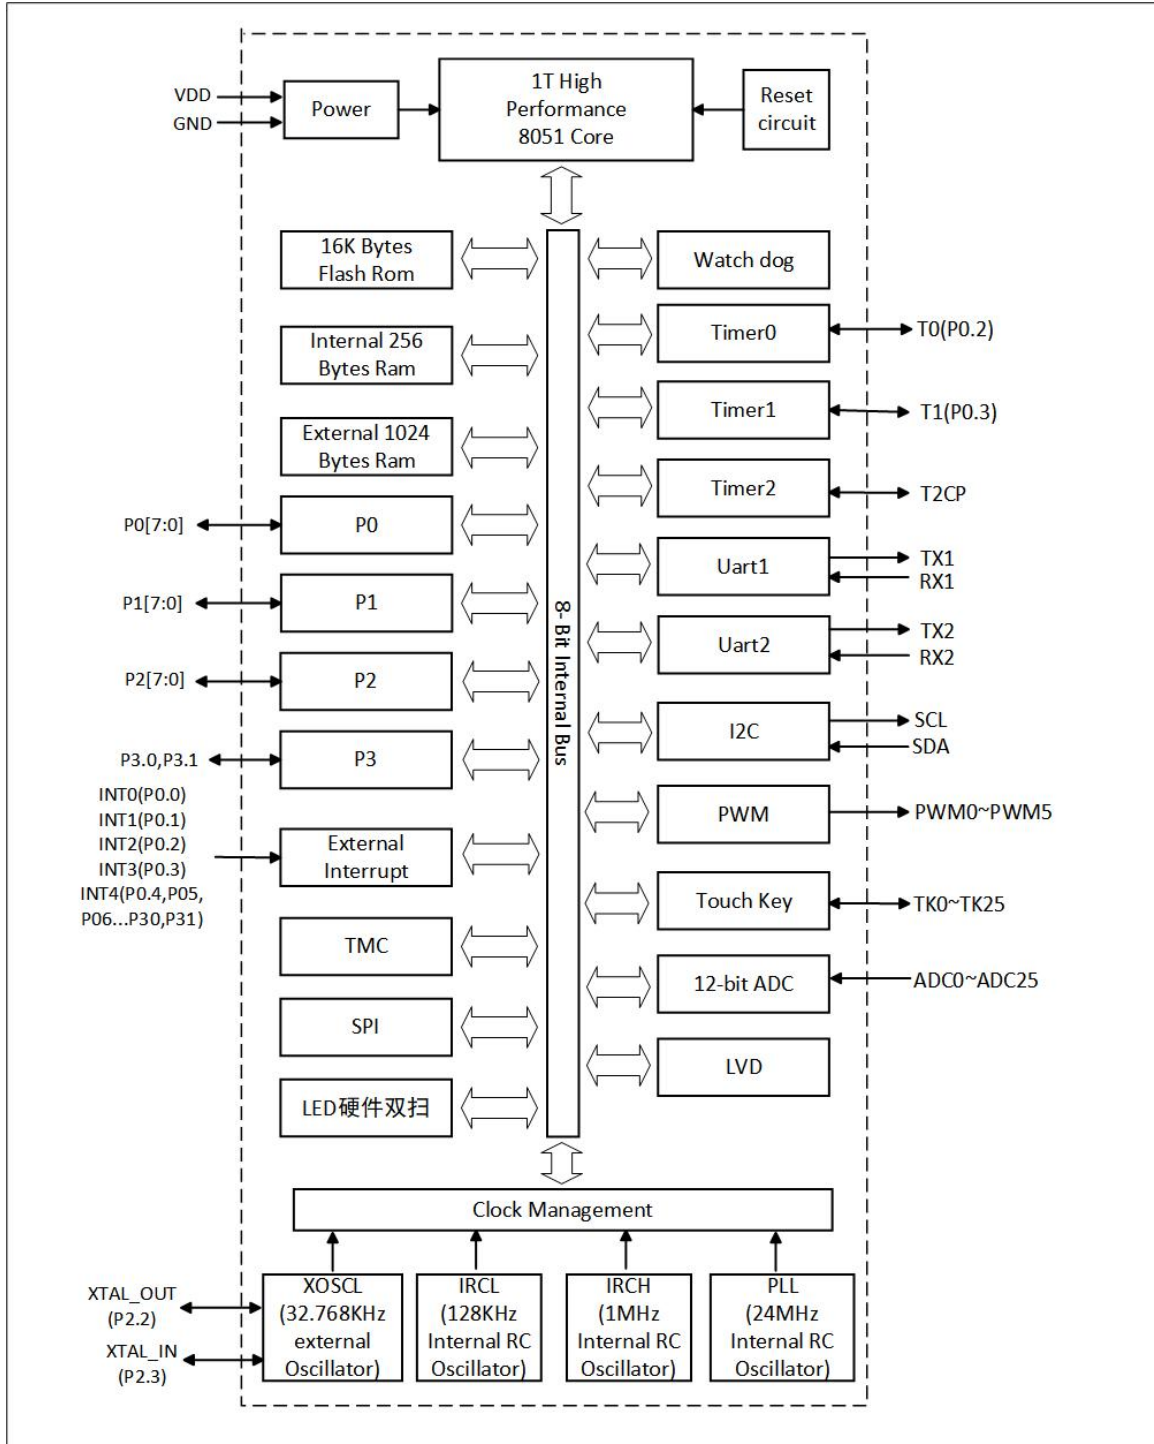 VDD
GND
Power
1T High
Performance
8051 Core
Reset
circuit
16K Bytes
Flash Rom
Internal 256
Bytes Ram
External 1024
Bytes Ram
P0[7:0]
P0
P1[7:0]
P1
P2[7:0]
P2
P3.0,P3.1
P3
INT0(P0.0)
INT1(P0.1)
INT2(P0.2)
INT3(P0.3)
INT4(P0.4,P05,
P06...P30,P31)
External
Interrupt
TMC
SPI
LED硬件双扫
8- Bit Internal Bus
Watch dog
Timer0
T0(P0.2)
Timer1
T1(P0.3)
Timer2
T2CP
Uart1
TX1
RX1
Uart2
TX2
RX2
I2C
SCL
SDA
PWM
PWM0~PWM5
Touch Key
TK0~TK25
12-bit ADC
ADC0~ADC25
LVD
Clock Management
XTAL_OUT
(P2.2)
XTAL_IN
(P2.3)
XOSCL
(32.768KHz
external
Oscillator)
IRCL
(128KHz
Internal RC
Oscillator)
IRCH
(1MHz
Internal RC
Oscillator)
PLL
(24MHz
Internal RC
Oscillator)